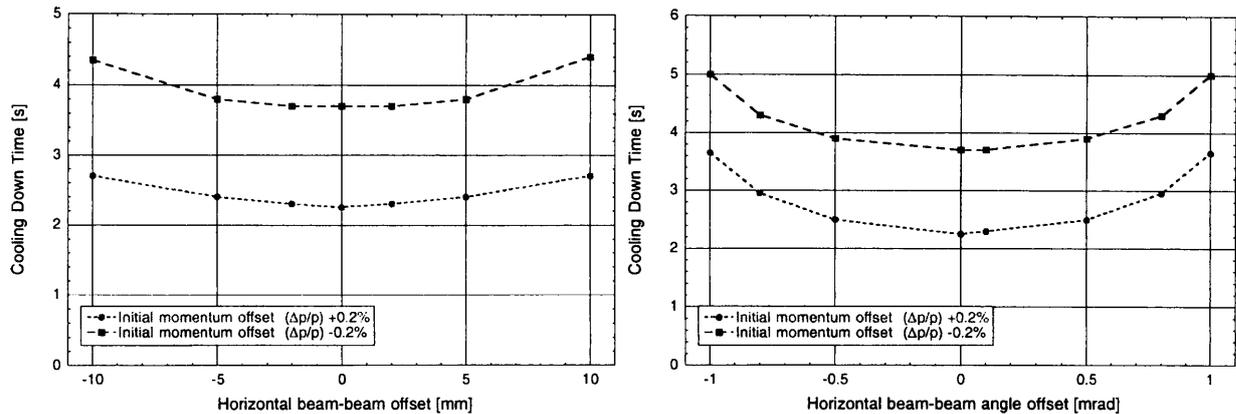 5
4
3
2
1
0
Cooling Down Time [s]
Initial momentum offset (Δp/p) +0.2%
Initial momentum offset (Δp/p) -0.2%
-10
-5
0
5
10
Horizontal beam-beam offset [mm]
6
5
4
3
2
1
0
Cooling Down Time [s]
Initial momentum offset (Δp/p) +0.2%
Initial momentum offset (Δp/p) -0.2%
-1
-0.5
0
0.5
1
Horizontal beam-beam angle offset [mrad]